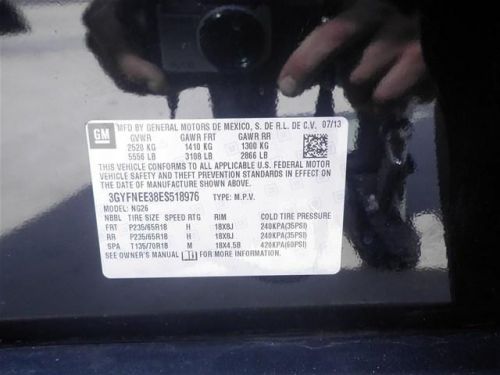 GM
MFD BY GENERAL MOTORS DE MEXICO, S. DE R.L. DE C.V. 07/13
GVWR GAWR FRT GAWR RR
2520 KG 1410 KG 1300 KG
5556 LB 3108 LB 2866 LB
THIS VEHICLE CONFORMS TO ALL APPLICABLE U.S. FEDERAL MOTOR
VEHICLE SAFETY AND THEFT PREVENTION STANDARDS IN EFFECT
ON THE DATE OF MANUFACTURE SHOWN ABOVE.
3GYFNEE38ES518976 TYPE: M.P.V.
MODEL: NG26
NBBL TIRE SIZE SPEED RTG RIM COLD TIRE PRESSURE
FRT P235/65R18 H 18X8J 240KPA(35PSI)
RR P235/65R18 H 18X8J 240KPA(35PSI)
SPA T135/70R18 M 18X4.5B 420KPA(60PSI)
SEE OWNER'S MANUAL